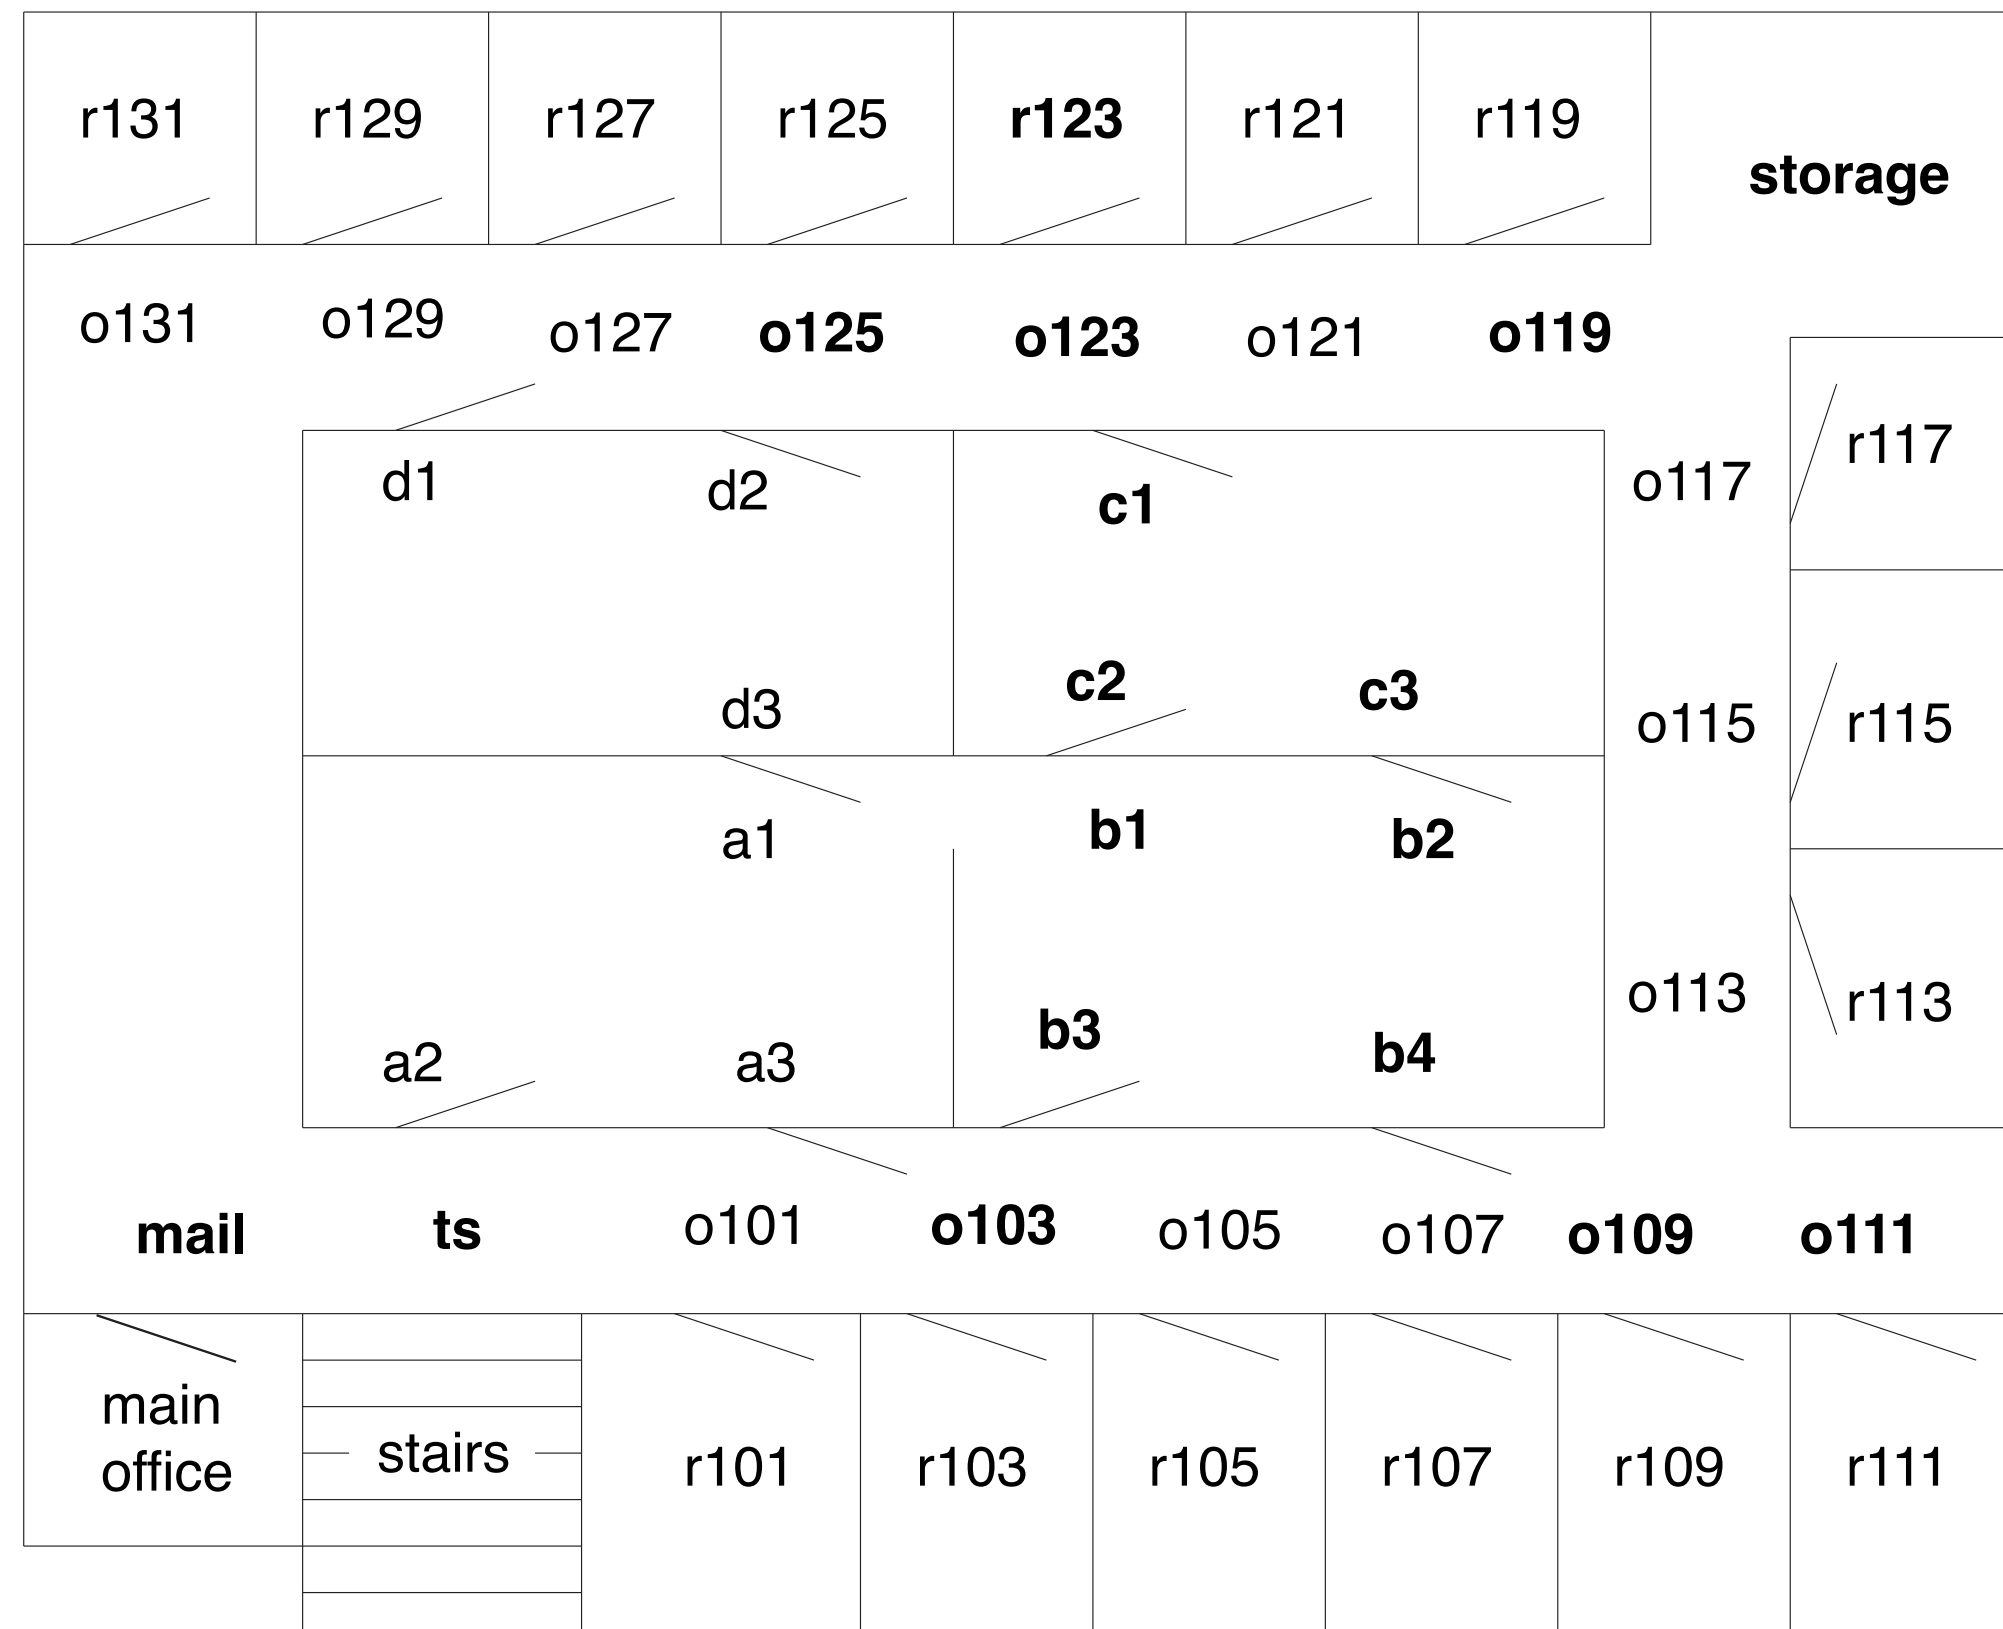 r131 r129 r127 r125 r123 r121 r119
storage
o131 o129 o127 o125 o123 o121 o119
r117
d1 d2 c1 o117
d3 c2 c3 o115 r115
a1 b1 b2
o113 r113
a2 a3 b3 b4
mail ts o101 o103 o105 o107 o109 o111
main
office
stairs r101 r103 r105 r107 r109 r111